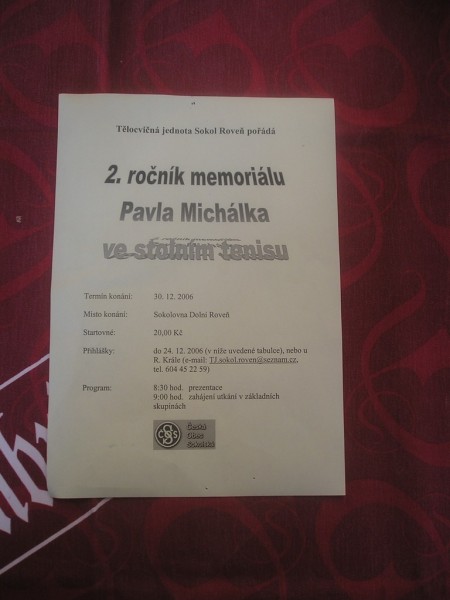 Tělocvičná jednota Sokol Roveň pořádá
2. ročník memoriálu
Pavla Michálka
ve stolním tenisu
Termín konání: 30. 12. 2006
Místo konání: Sokolovna Dolní Roveň
Startovné: 20,00 Kč
Přihlášky: do 24. 12. 2006 (v níže uvedené tabulce), nebo u
R. Krále (e-mail: TJ.sokol.roven@seznam.cz,
tel. 604 45 22 59)
Program: 8:30 hod. prezentace
9:00 hod. zahájení utkání v základních
skupinách
Česká
Obec
Sokolská